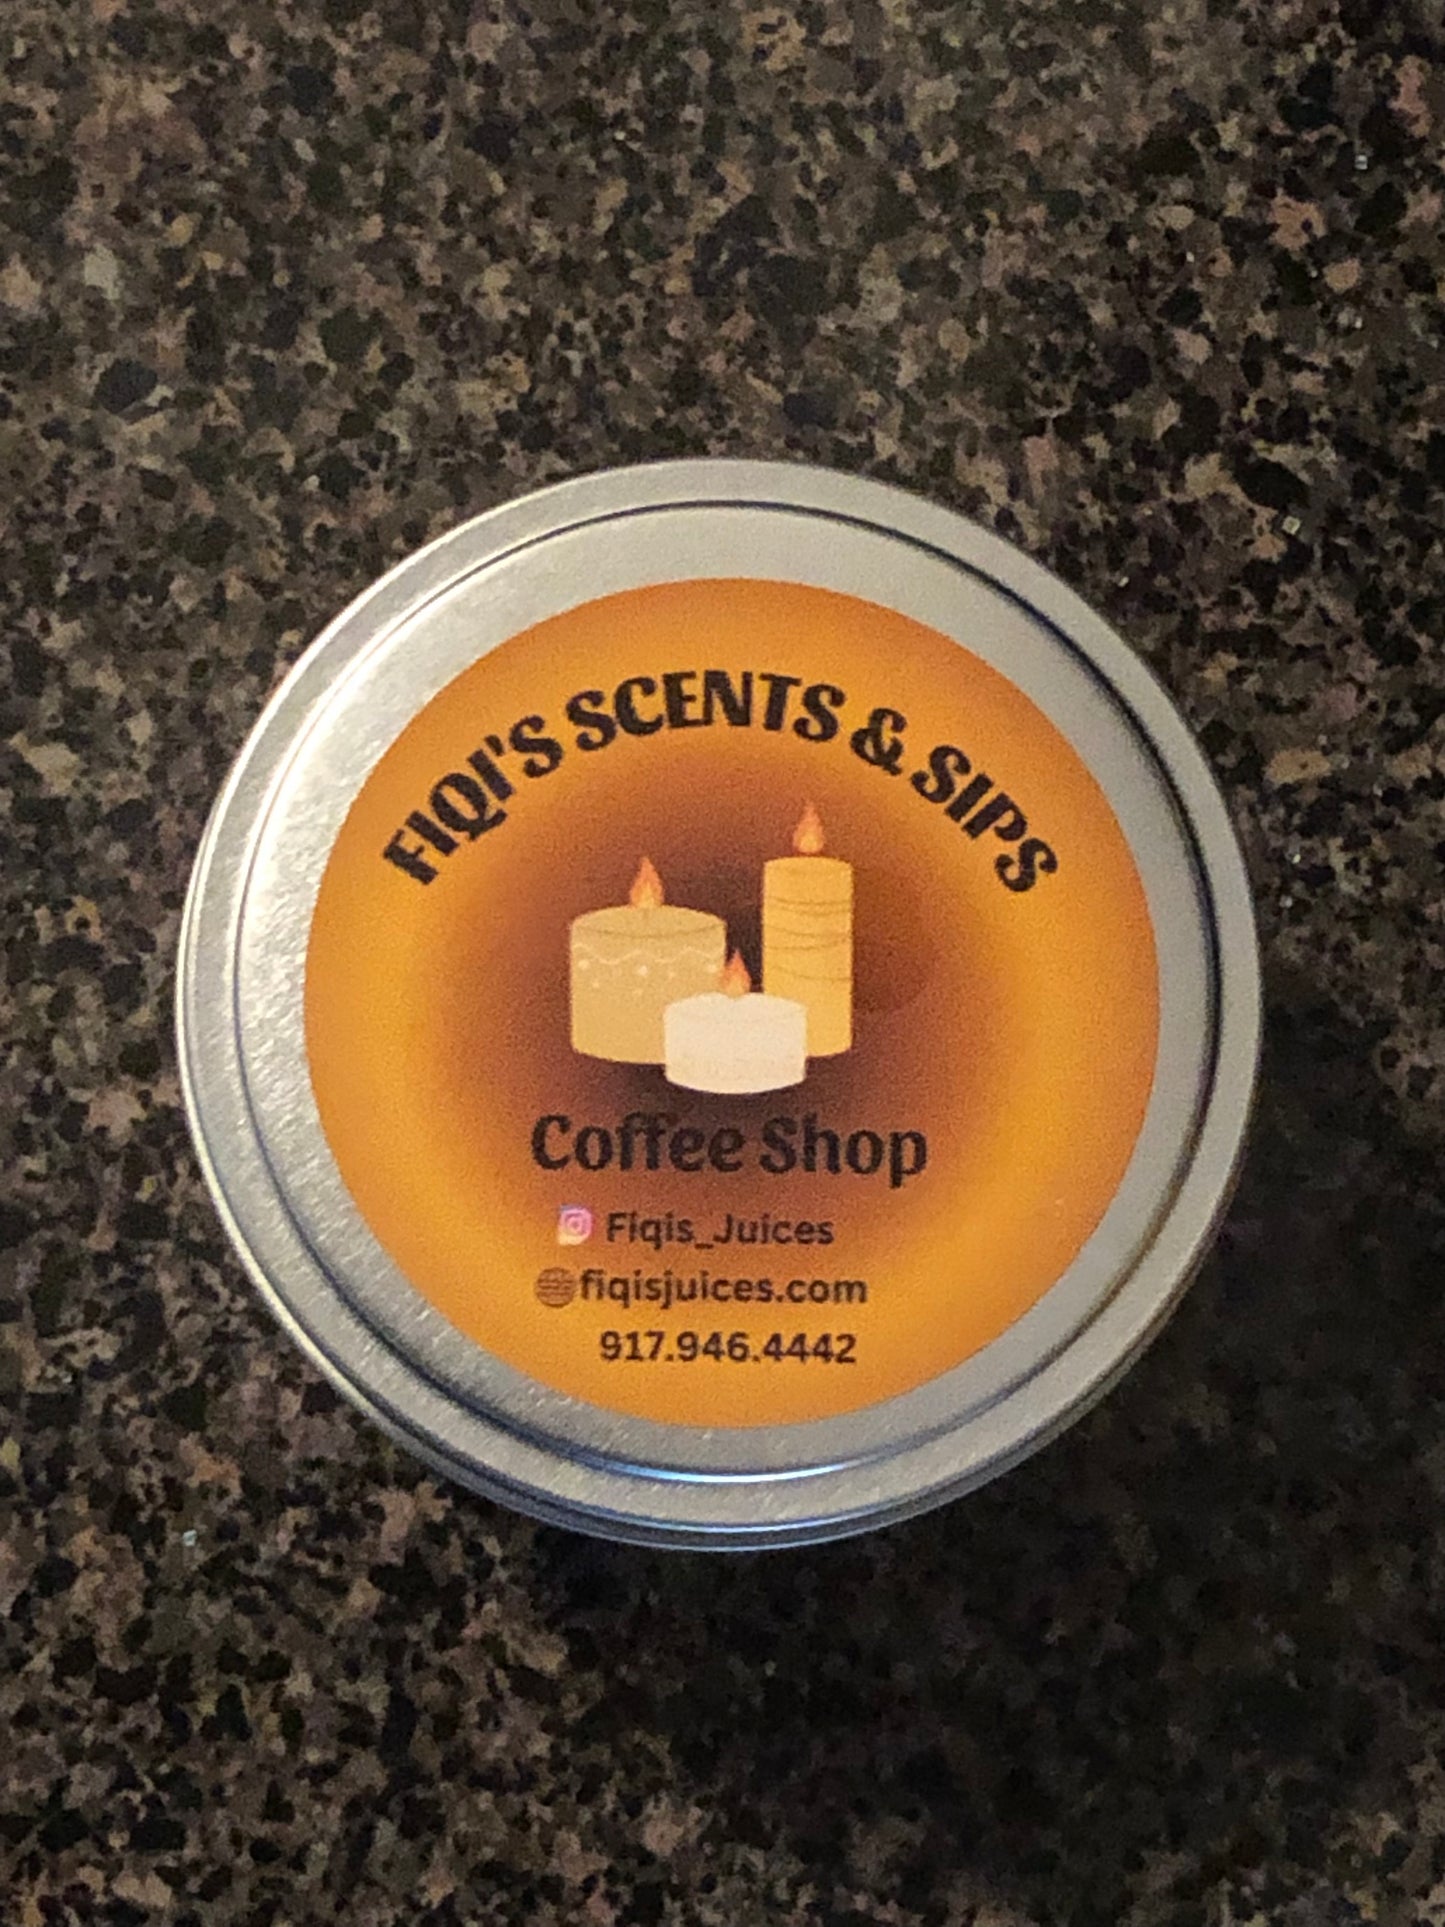 FIQI'S SCENTS & SIPS
Coffee Shop
Fiqis_Juices
fiqisjuices.com
917.946.4442